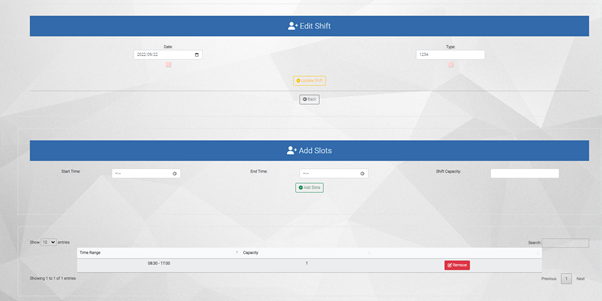 Edit Shift
Date
Type
2022. 09. 22.
1234
Update Shift
Back
Add Slots
Start Time:
End Time:
Shift Capacity:
--:--
--:--
Add Slots
Show 10 entries
Search:
Time Range
Capacity
08:30 - 17:00
1
Remove
Showing 1 to 1 of 1 entries
Previous
1
Next